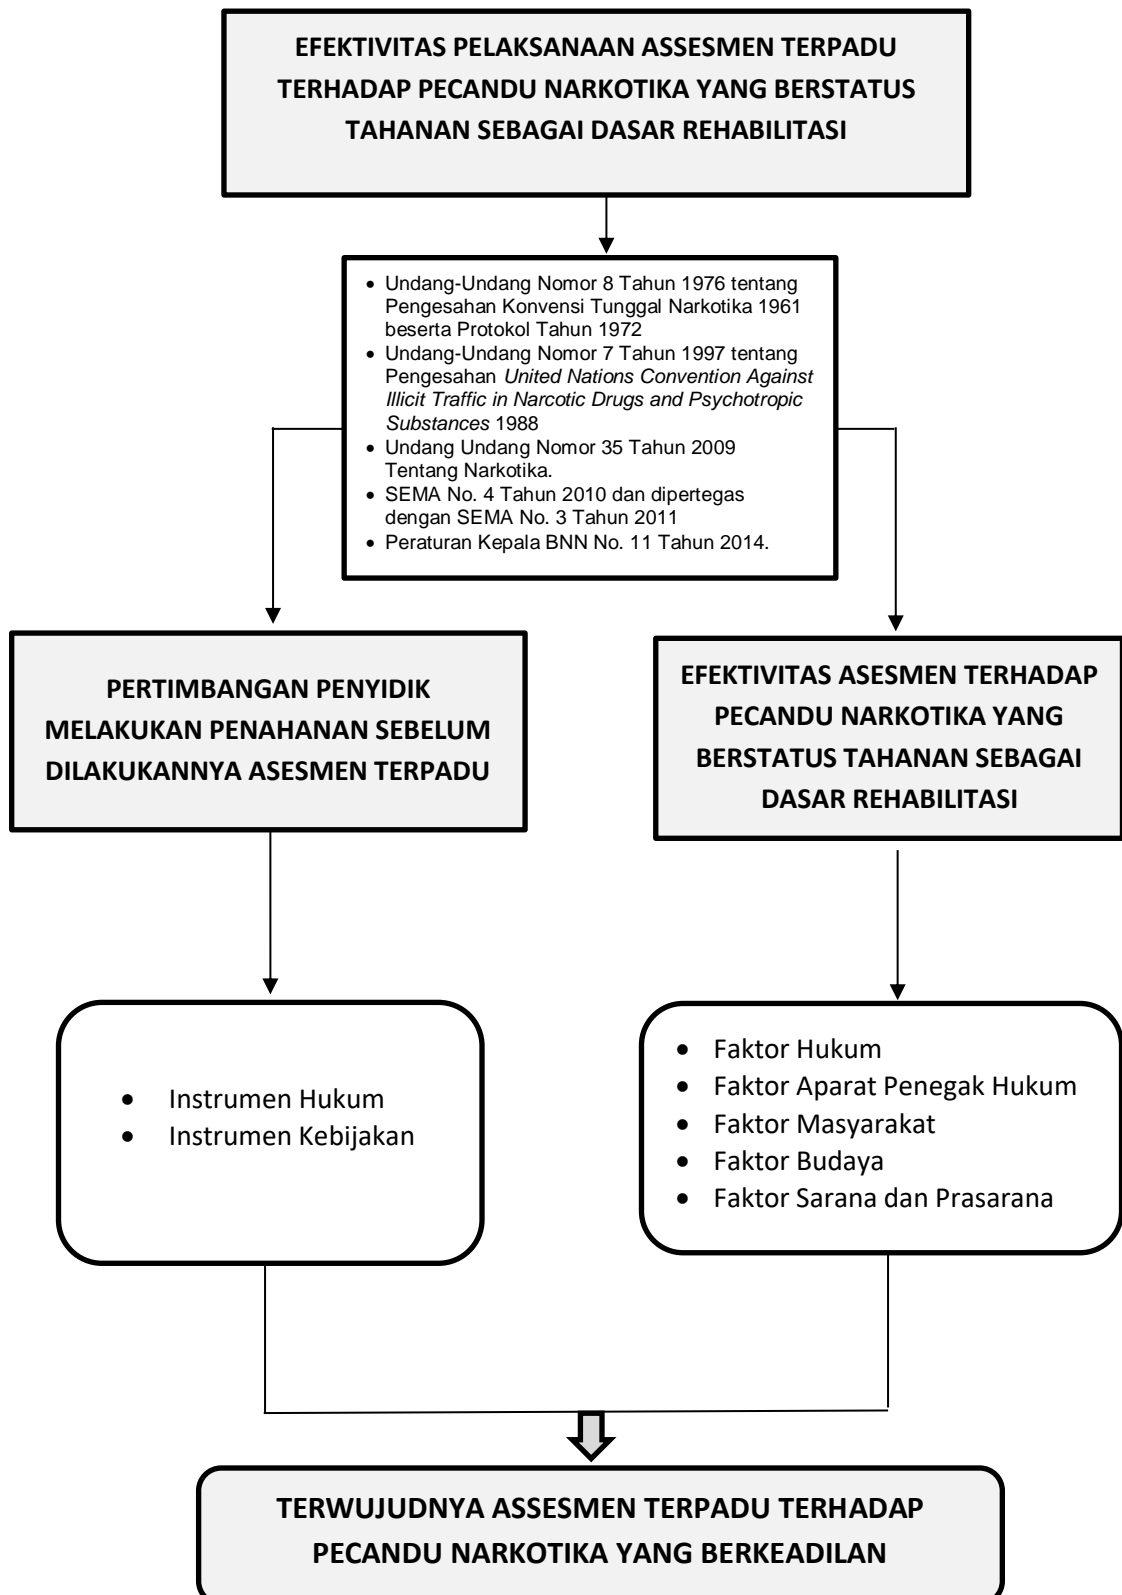 EFEKTIVITAS PELAKSANAAN ASSESMEN TERPADU
TERHADAP PECANDU NARKOTIKA YANG BERSTATUS
TAHANAN SEBAGAI DASAR REHABILITASI
• Undang-Undang Nomor 8 Tahun 1976 tentang
Pengesahan Konvensi Tunggal Narkotika 1961
beserta Protokol Tahun 1972
• Undang-Undang Nomor 7 Tahun 1997 tentang
Pengesahan United Nations Convention Against
Illicit Traffic in Narcotic Drugs and Psychotropic
Substances 1988
• Undang Undang Nomor 35 Tahun 2009
Tentang Narkotika.
• SEMA No. 4 Tahun 2010 dan dipertegas
dengan SEMA No. 3 Tahun 2011
• Peraturan Kepala BNN No. 11 Tahun 2014.
PERTIMBANGAN PENYIDIK
MELAKUKAN PENAHANAN SEBELUM
DILAKUKANNYA ASESMEN TERPADU
EFEKTIVITAS ASESMEN TERHADAP
PECANDU NARKOTIKA YANG
BERSTATUS TAHANAN SEBAGAI
DASAR REHABILITASI
• Instrumen Hukum
• Instrumen Kebijakan
• Faktor Hukum
• Faktor Aparat Penegak Hukum
• Faktor Masyarakat
• Faktor Budaya
• Faktor Sarana dan Prasarana
TERWUJUDNYA ASSESMEN TERPADU TERHADAP
PECANDU NARKOTIKA YANG BERKEADILAN